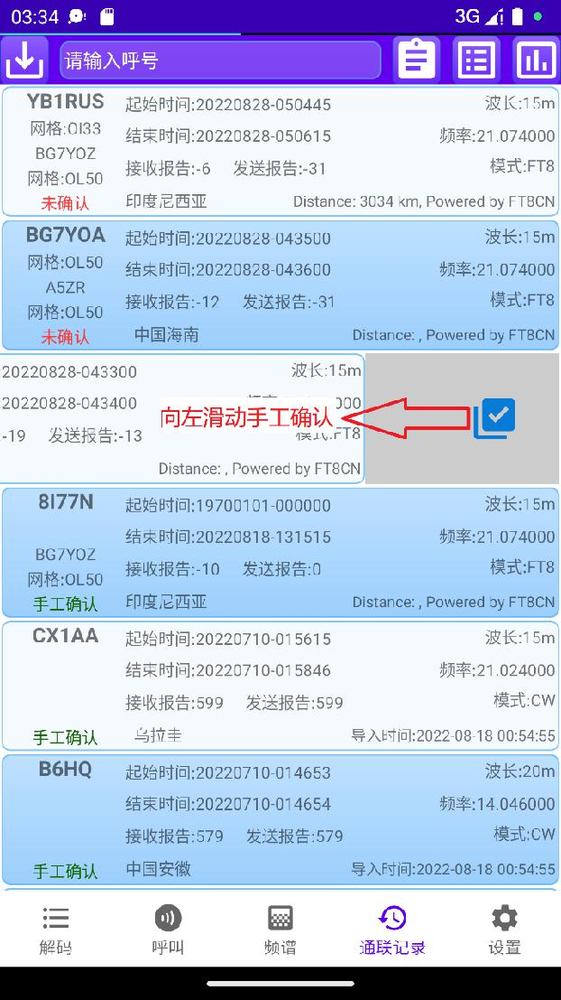 03:34
3G
请输入呼号
YB1RUS
网格:OI33
BG7YOZ
网格:OL50
未确认
起始时间:20220828-050445
波长:15m
结束时间:20220828-050615
频率:21.074000
接收报告:-6 发送报告:-31
模式:FT8
印度尼西亚
Distance: 3034 km, Powered by FT8CN
BG7YOA
网格:OL50
A5ZR
网格:OL50
未确认
起始时间:20220828-043500
波长:15m
结束时间:20220828-043600
频率:21.074000
接收报告:-12 发送报告:-31
模式:FT8
中国海南
Distance: , Powered by FT8CN
:20220828-043300
波长:15m
:20220828-043400
000
向左滑动手工确认
:-19 发送报告:-13
模式:FT8
Distance: , Powered by FT8CN
8I77N
BG7YOZ
网格:OL50
手工确认
起始时间:19700101-000000
波长:15m
结束时间:20220818-131515
频率:21.074000
接收报告:-10 发送报告:0
模式:FT8
印度尼西亚
Distance: , Powered by FT8CN
CX1AA
手工确认
起始时间:20220710-015615
波长:15m
结束时间:20220710-015846
频率:21.024000
接收报告:599 发送报告:599
模式:CW
乌拉圭
导入时间:2022-08-18 00:54:55
B6HQ
手工确认
起始时间:20220710-014653
波长:20m
结束时间:20220710-014654
频率:14.046000
接收报告:579 发送报告:579
模式:CW
中国安徽
导入时间:2022-08-18 00:54:55
解码
呼叫
频谱
通联记录
设置